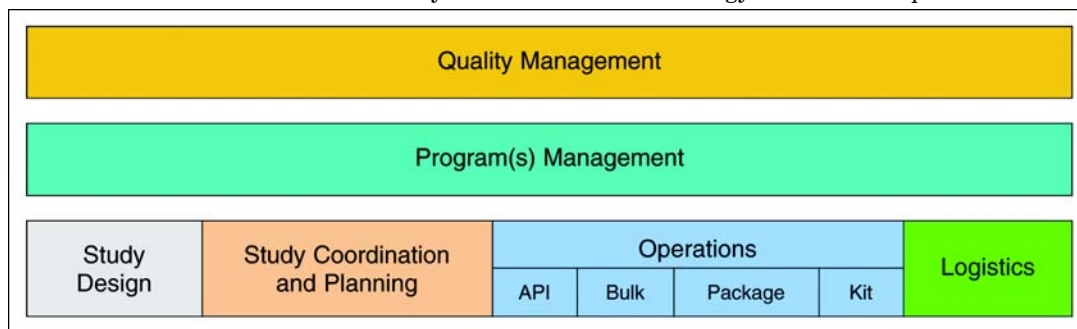 Quality Management
Program(s) Management
Study
Design
Study Coordination
and Planning
Operations
API
Bulk
Package
Kit
Logistics